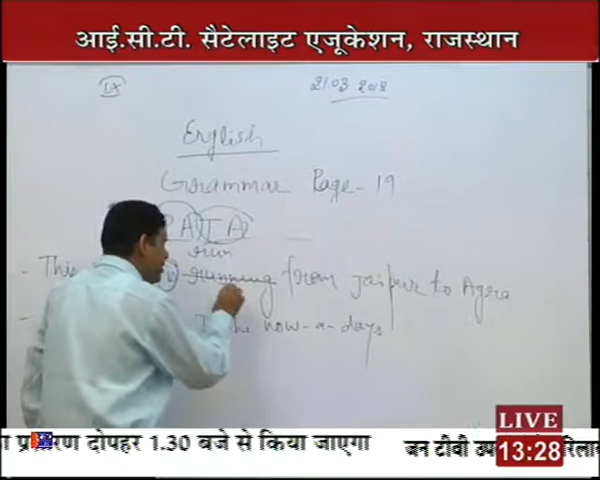 आई.सी.टी. सैटेलाइट एजूकेशन, राजस्थान
IX
21.03 2018
English
Grammar Page-19
PATA
run
- This running from Jaipur to Agra
- now-a-days
LIVE
13:28
प्रसारण दोपहर 1.30 बजे से किया जाएगा जन टीवी